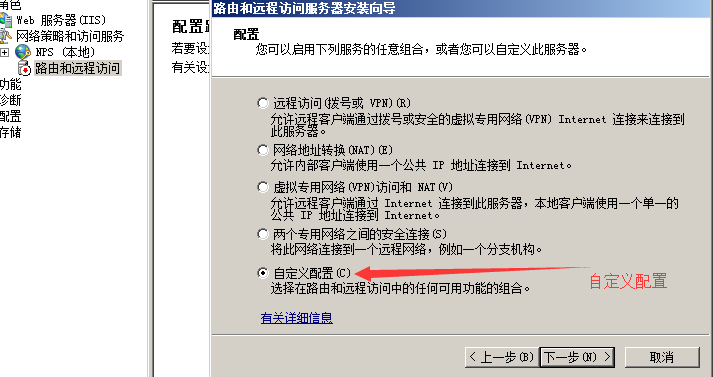 角色
Web 服务器(IIS)
网络策略和访问服务
NPS (本地)
路由和远程访问
功能
诊断
配置
存储
配置路
若要设
有关设
路由和远程访问服务器安装向导
配置
您可以启用下列服务的任意组合，或者您可以自定义此服务器。
远程访问(拨号或 VPN)(R)
允许远程客户端通过拨号或安全的虚拟专用网络(VPN) Internet 连接来连接到
此服务器。
网络地址转换(NAT)(E)
允许内部客户端使用一个公共 IP 地址连接到 Internet。
虚拟专用网络(VPN)访问和 NAT(V)
允许远程客户端通过 Internet 连接到此服务器，本地客户端使用一个单一的
公共 IP 地址连接到 Internet。
两个专用网络之间的安全连接(S)
将此网络连接到一个远程网络，例如一个分支机构。
自定义配置(C)
自定义配置
选择在路由和远程访问中的任何可用功能的组合。
有关详细信息
< 上一步(B)
下一步(N) >
取消